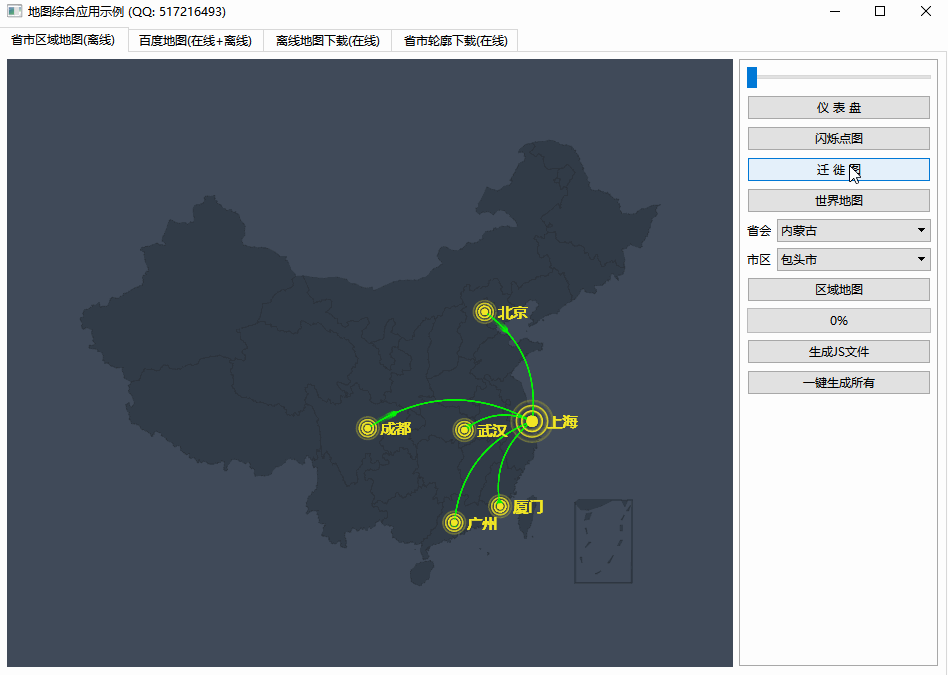 地图综合应用示例 (QQ: 517216493)
省市区域地图(离线)
百度地图(在线+离线)
离线地图下载(在线)
省市轮廓下载(在线)
仪 表 盘
闪烁点图
迁 徙 图
世界地图
省会 内蒙古
市区 包头市
区域地图
0%
生成JS文件
一键生成所有
北京
上海
成都
武汉
厦门
广州